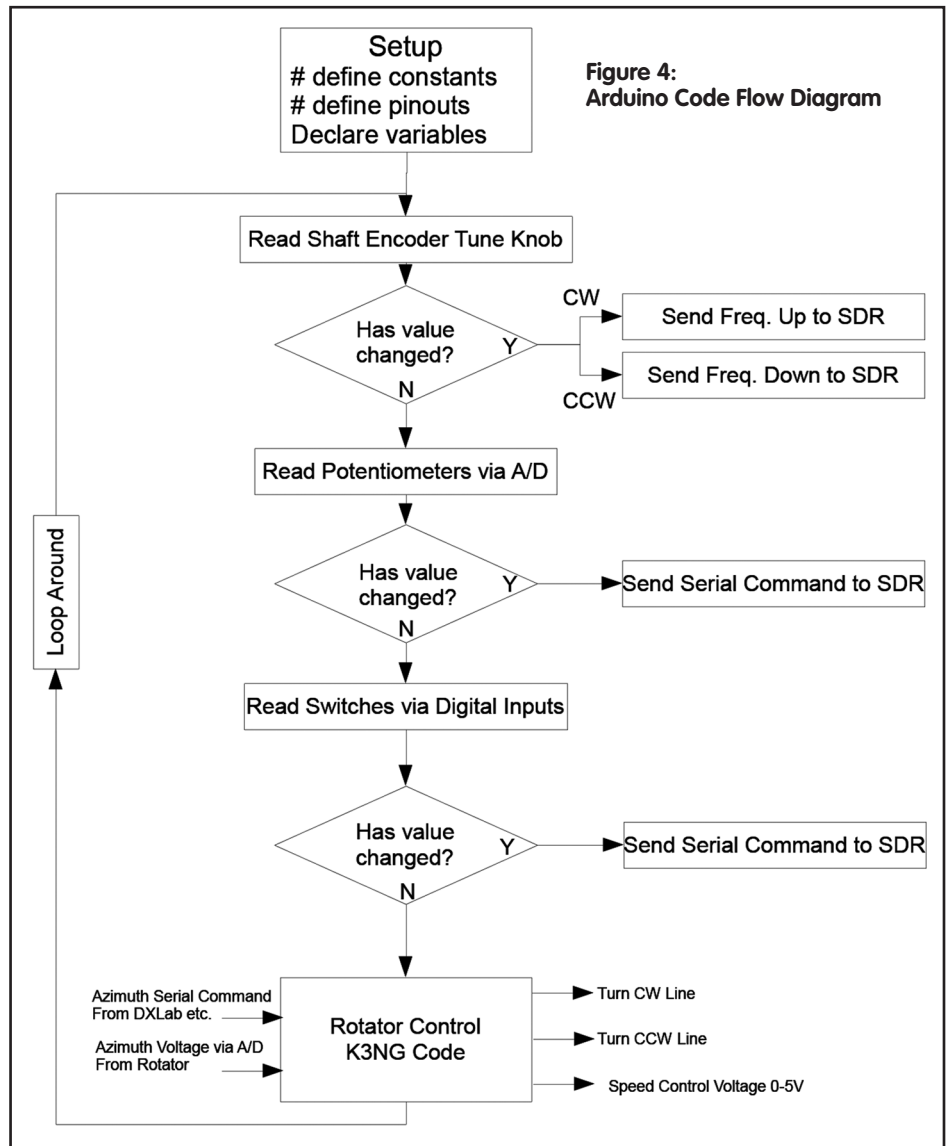 Setup
# define constants
# define pinouts
Declare variables
Figure 4:
Arduino Code Flow Diagram
Read Shaft Encoder Tune Knob
Has value
changed?
Y
N
CW
Send Freq. Up to SDR
Send Freq. Down to SDR
CCW
Read Potentiometers via A/D
Has value
changed?
Y
N
Send Serial Command to SDR
Loop Around
Read Switches via Digital Inputs
Has value
changed?
Y
N
Send Serial Command to SDR
Azimuth Serial Command
From DXLab etc.
Azimuth Voltage via A/D
From Rotator
Rotator Control
K3NG Code
Turn CW Line
Turn CCW Line
Speed Control Voltage 0-5V